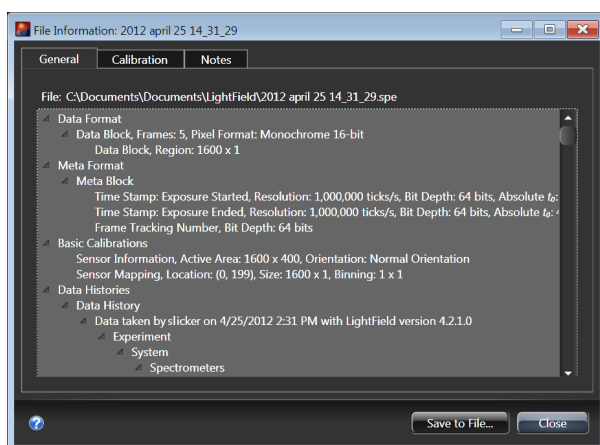 File Information: 2012 april 25 14_31_29
General Calibration Notes
File: C:\Documents\Documents\LightField\2012 april 25 14_31_29.spe
Data Format
Data Block, Frames: 5, Pixel Format: Monochrome 16-bit
Data Block, Region: 1600 x 1
Meta Format
Meta Block
Time Stamp: Exposure Started, Resolution: 1,000,000 ticks/s, Bit Depth: 64 bits, Absolute t₀:
Time Stamp: Exposure Ended, Resolution: 1,000,000 ticks/s, Bit Depth: 64 bits, Absolute t₀:
Frame Tracking Number, Bit Depth: 64 bits
Basic Calibrations
Sensor Information, Active Area: 1600 x 400, Orientation: Normal Orientation
Sensor Mapping, Location: (0, 199), Size: 1600 x 1, Binning: 1 x 1
Data Histories
Data History
Data taken by slicker on 4/25/2012 2:31 PM with LightField version 4.2.1.0
Experiment
System
Spectrometers
Save to File... Close